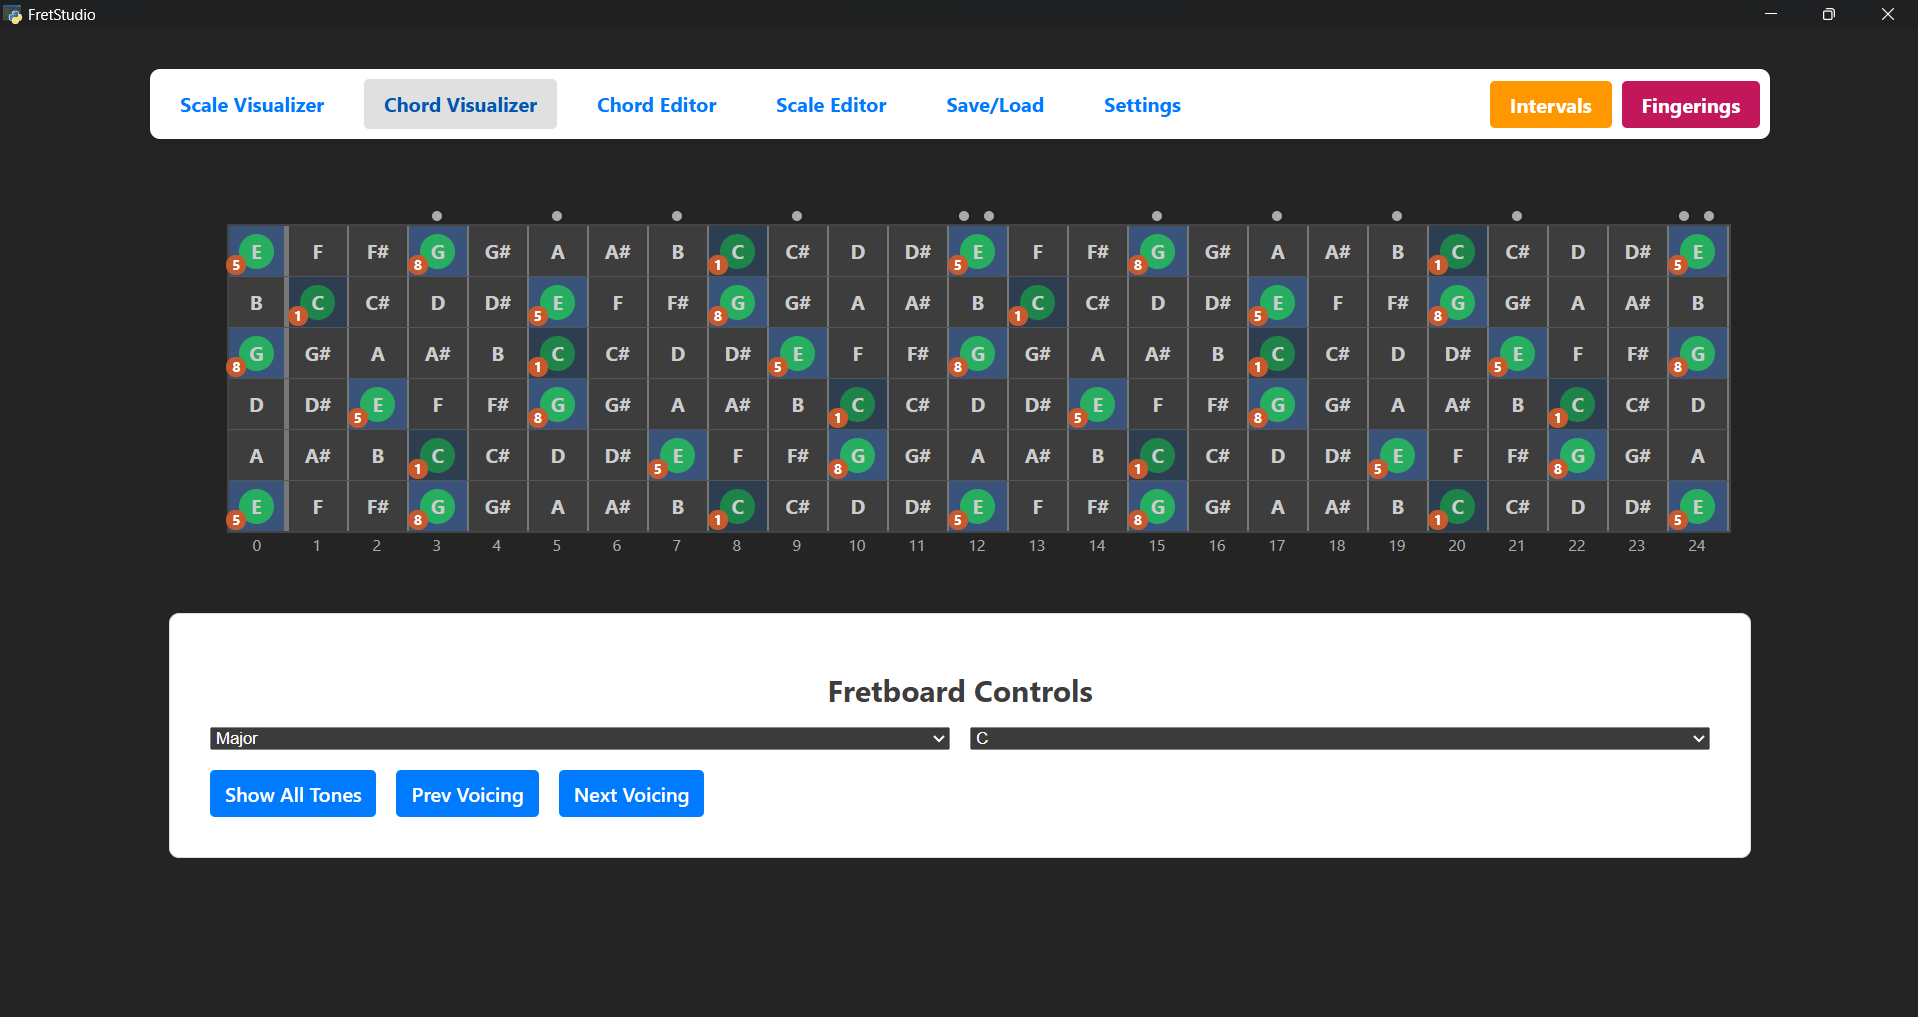 FretStudio
Scale Visualizer Chord Visualizer Chord Editor Scale Editor Save/Load Settings Intervals Fingerings
E 5 F F# G 8 G# A A# B C 1 C# D D# E 5 F F# G 8 G# A A# B C 1 C# D D# E 5
B C 1 C# D D# E 5 F F# G 8 G# A A# B C 1 C# D D# E 5 F F# G 8 G# A A# B
G 8 G# A A# B C 1 C# D D# E 5 F F# G 8 G# A A# B C 1 C# D D# E 5 F F# G 8
D D# E 5 F F# G 8 G# A A# B C 1 C# D D# E 5 F F# G 8 G# A A# B C 1 C# D
A A# B C 1 C# D D# E 5 F F# G 8 G# A A# B C 1 C# D D# E 5 F F# G 8 G# A
E 5 F F# G 8 G# A A# B C 1 C# D D# E 5 F F# G 8 G# A A# B C 1 C# D D# E 5
0 1 2 3 4 5 6 7 8 9 10 11 12 13 14 15 16 17 18 19 20 21 22 23 24
Fretboard Controls
Major C
Show All Tones Prev Voicing Next Voicing